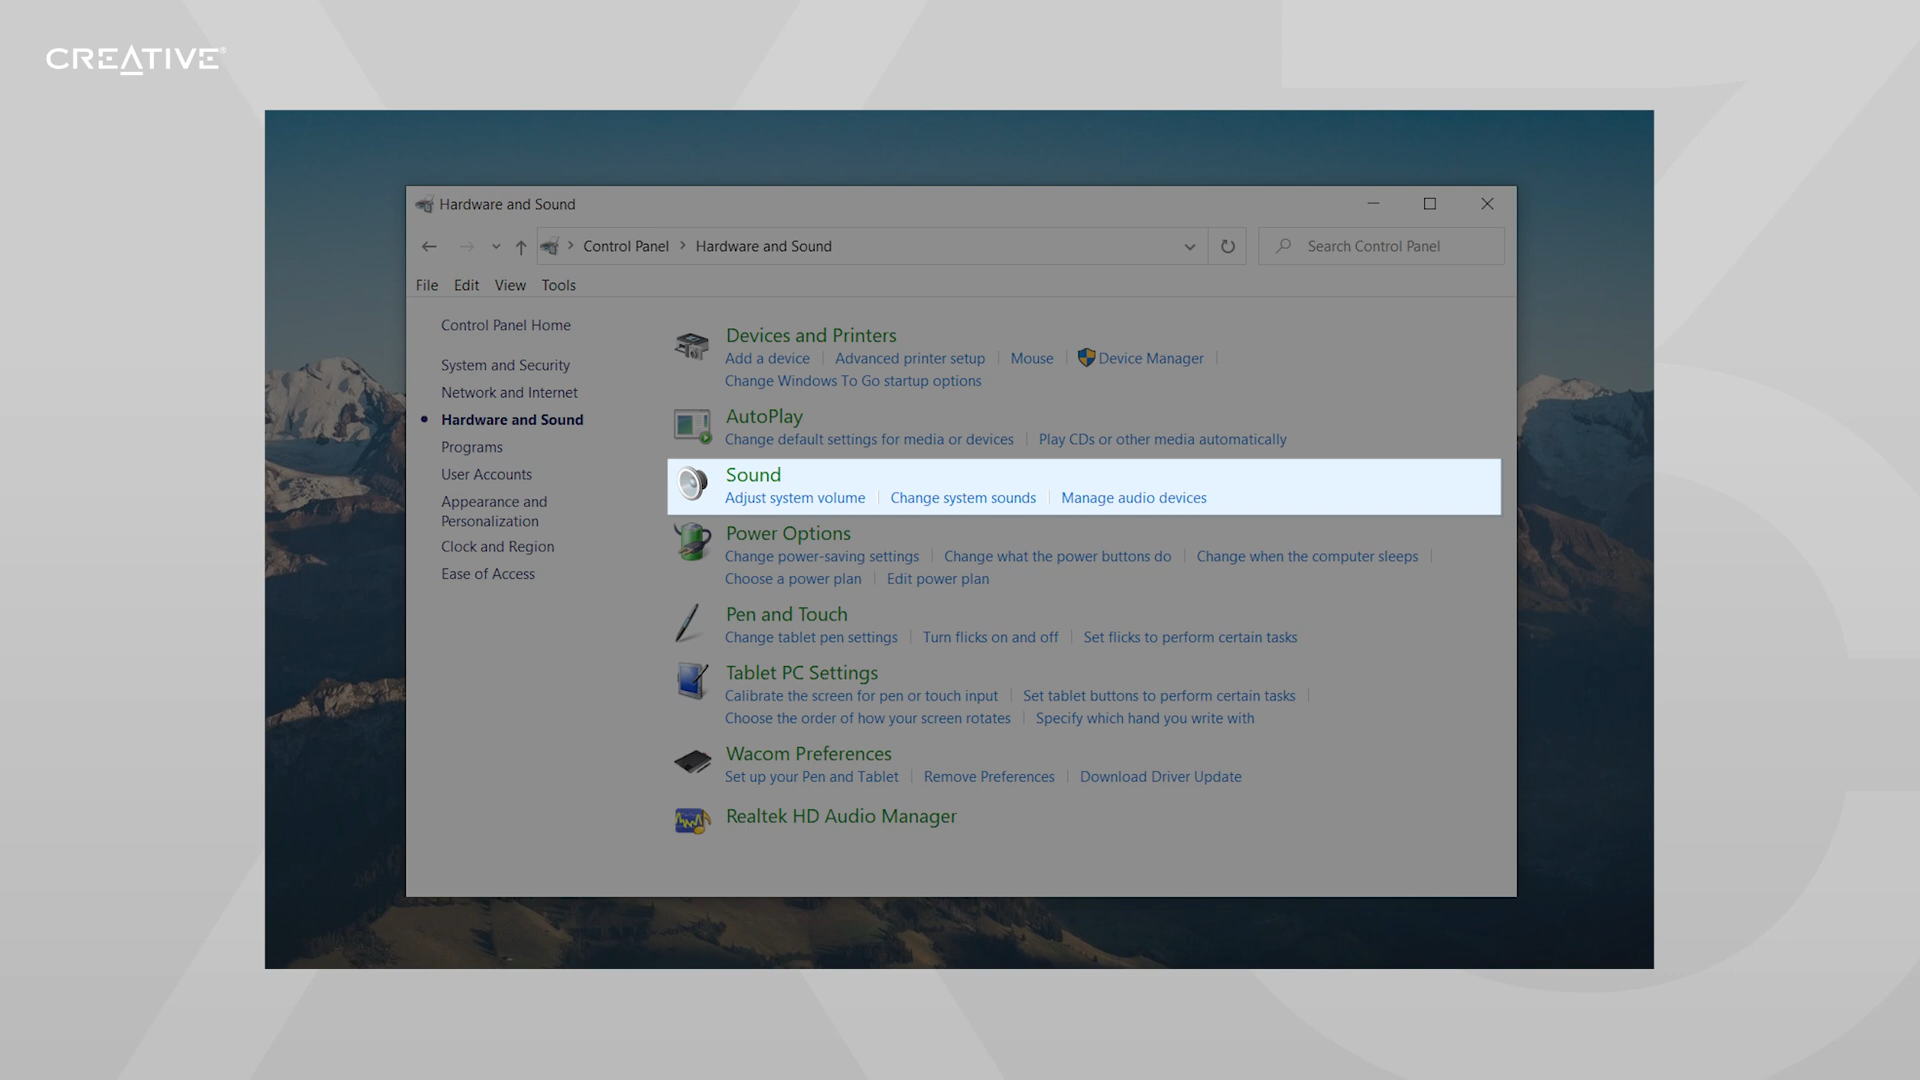 CREATIVE®
Hardware and Sound
Control Panel > Hardware and Sound
Search Control Panel
File Edit View Tools
Control Panel Home
System and Security
Network and Internet
Hardware and Sound
Programs
User Accounts
Appearance and
Personalization
Clock and Region
Ease of Access
Devices and Printers
Add a device | Advanced printer setup | Mouse | Device Manager |
Change Windows To Go startup options
AutoPlay
Change default settings for media or devices | Play CDs or other media automatically
Sound
Adjust system volume | Change system sounds | Manage audio devices
Power Options
Change power-saving settings | Change what the power buttons do | Change when the computer sleeps |
Choose a power plan | Edit power plan
Pen and Touch
Change tablet pen settings | Turn flicks on and off | Set flicks to perform certain tasks
Tablet PC Settings
Calibrate the screen for pen or touch input | Set tablet buttons to perform certain tasks |
Choose the order of how your screen rotates | Specify which hand you write with
Wacom Preferences
Set up your Pen and Tablet | Remove Preferences | Download Driver Update
Realtek HD Audio Manager